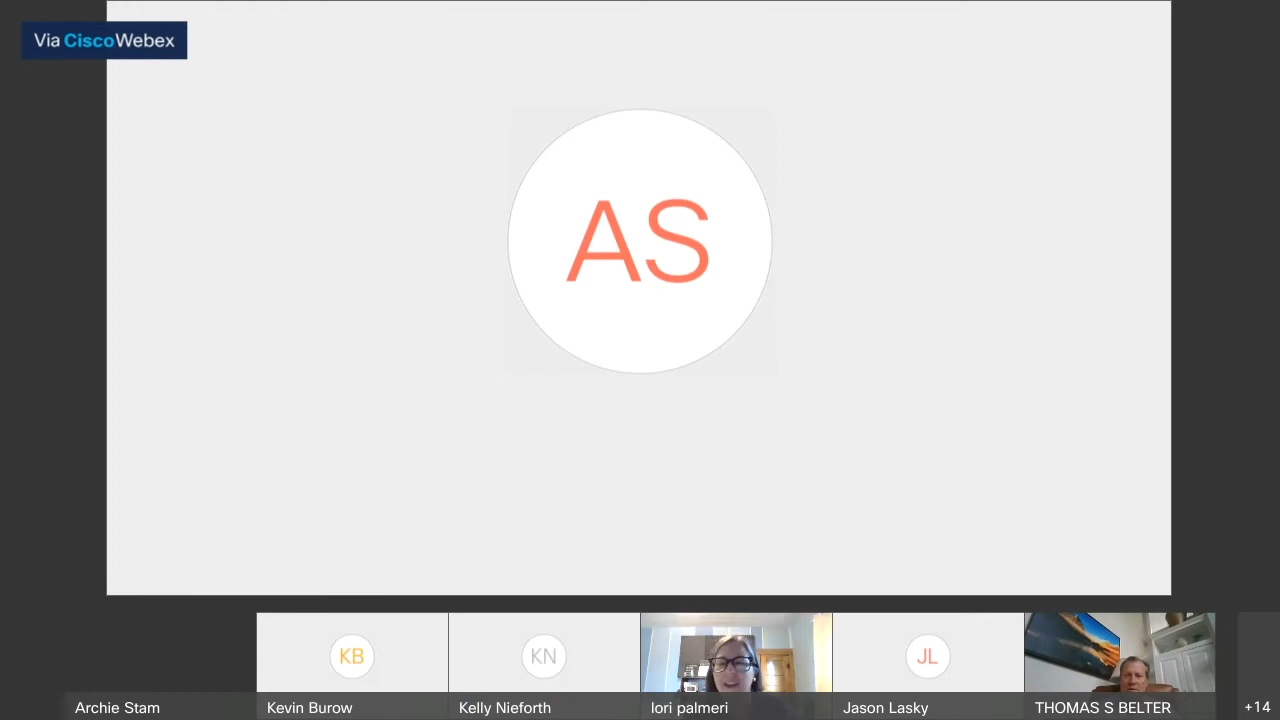 Via CiscoWebex
AS
KB
KN
JL
Archie Stam
Kevin Burow
Kelly Nieforth
lori palmeri
Jason Lasky
THOMAS S BELTER
+14